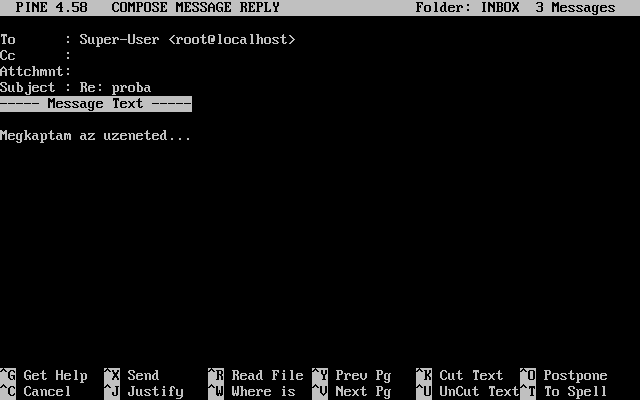 PINE 4.58   COMPOSE MESSAGE REPLY                 Folder: INBOX  3 Messages
To      : Super-User <root@localhost>
Cc      :
Attchmnt:
Subject : Re: proba
----- Message Text -----
Megkaptam az uzeneted...
^G Get Help  ^X Send      ^R Read File ^Y Prev Pg   ^K Cut Text  ^O Postpone
^C Cancel    ^J Justify   ^W Where is  ^V Next Pg   ^U UnCut Text^T To Spell